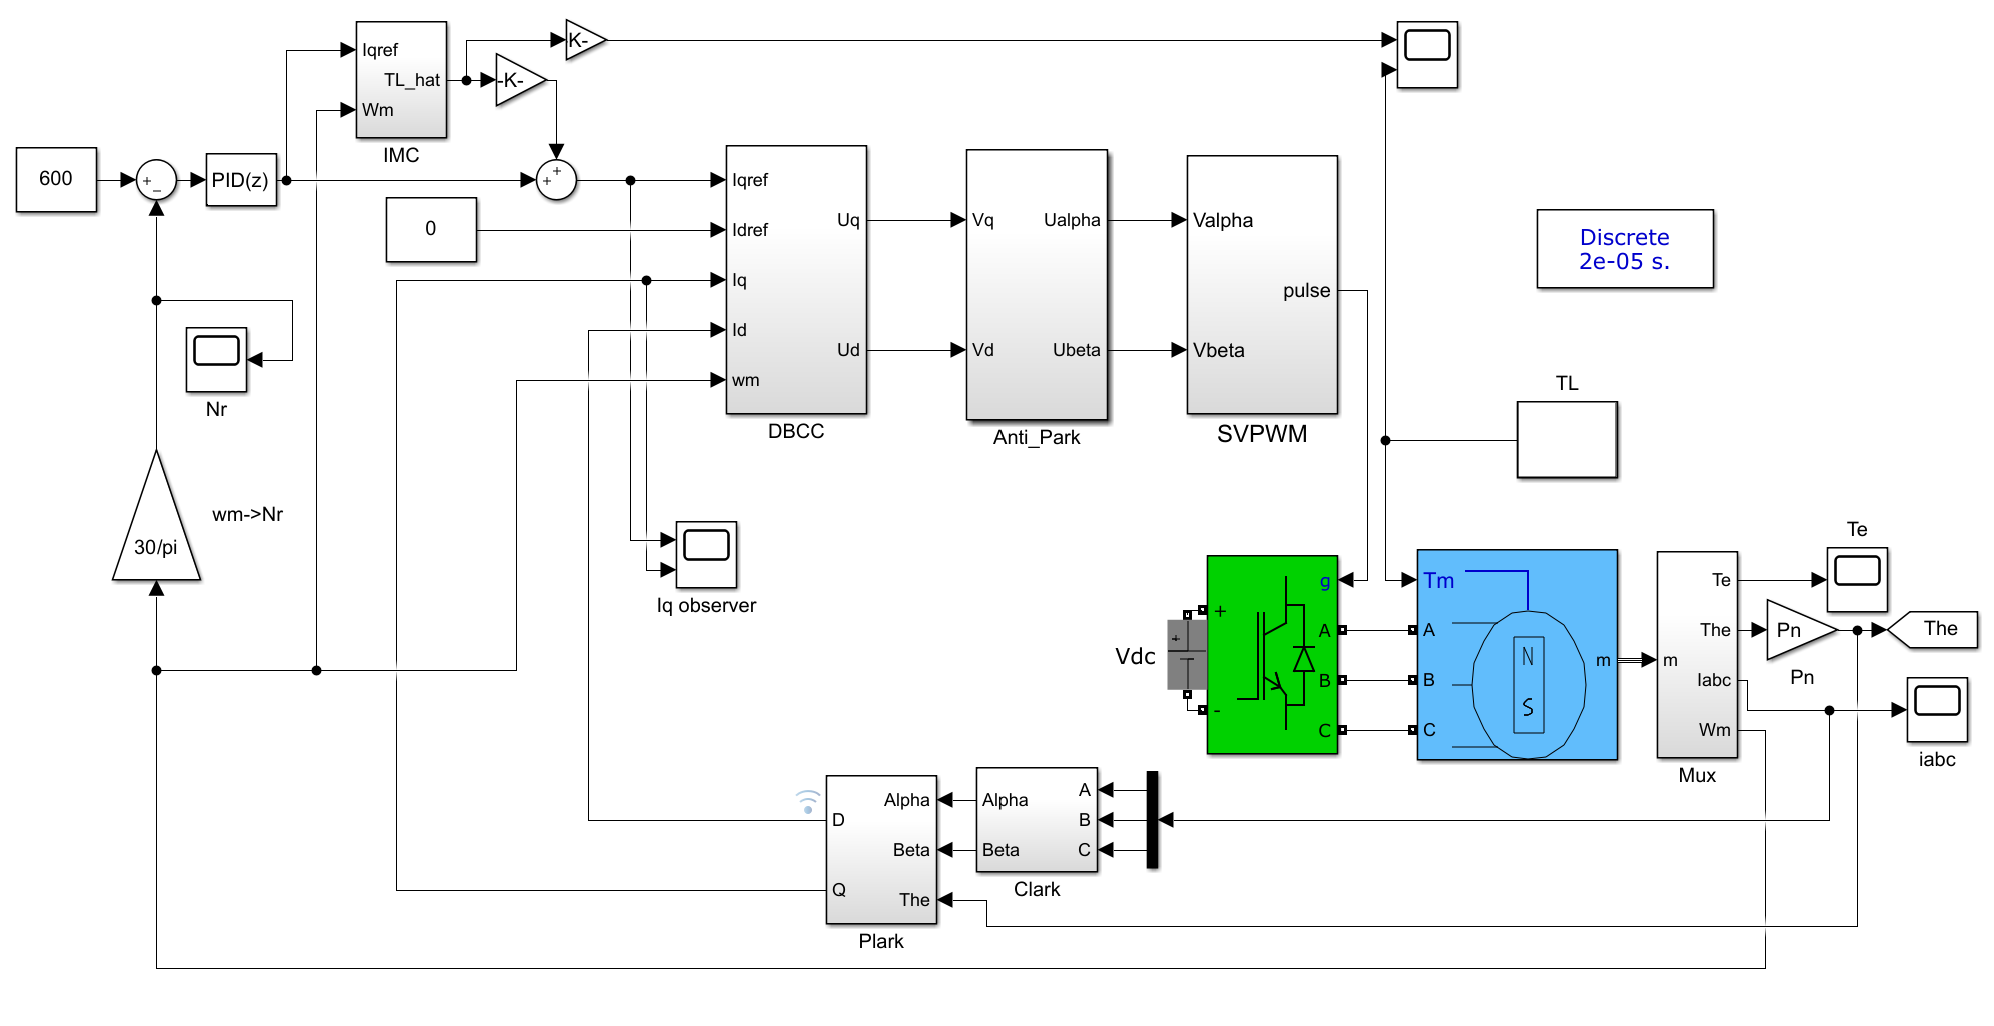 Iqref
TL_hat
Wm
IMC
K-
-K-
600
+
_
PID(z)
+
+
0
Iqref
Idref
Iq
Id
wm
Uq
Ud
DBCC
Vq
Vd
Ualpha
Ubeta
Anti_Park
Valpha
Vbeta
pulse
SVPWM
Discrete
2e-05 s.
Nr
TL
wm->Nr
30/pi
Iq observer
Vdc
+
+
-
g
A
B
C
Tm
A
B
C
N
S
m
m
Te
The
Iabc
Wm
Mux
Te
Pn
Pn
The
iabc
Alpha
Beta
The
D
Q
Plark
Alpha
Beta
A
B
C
Clark